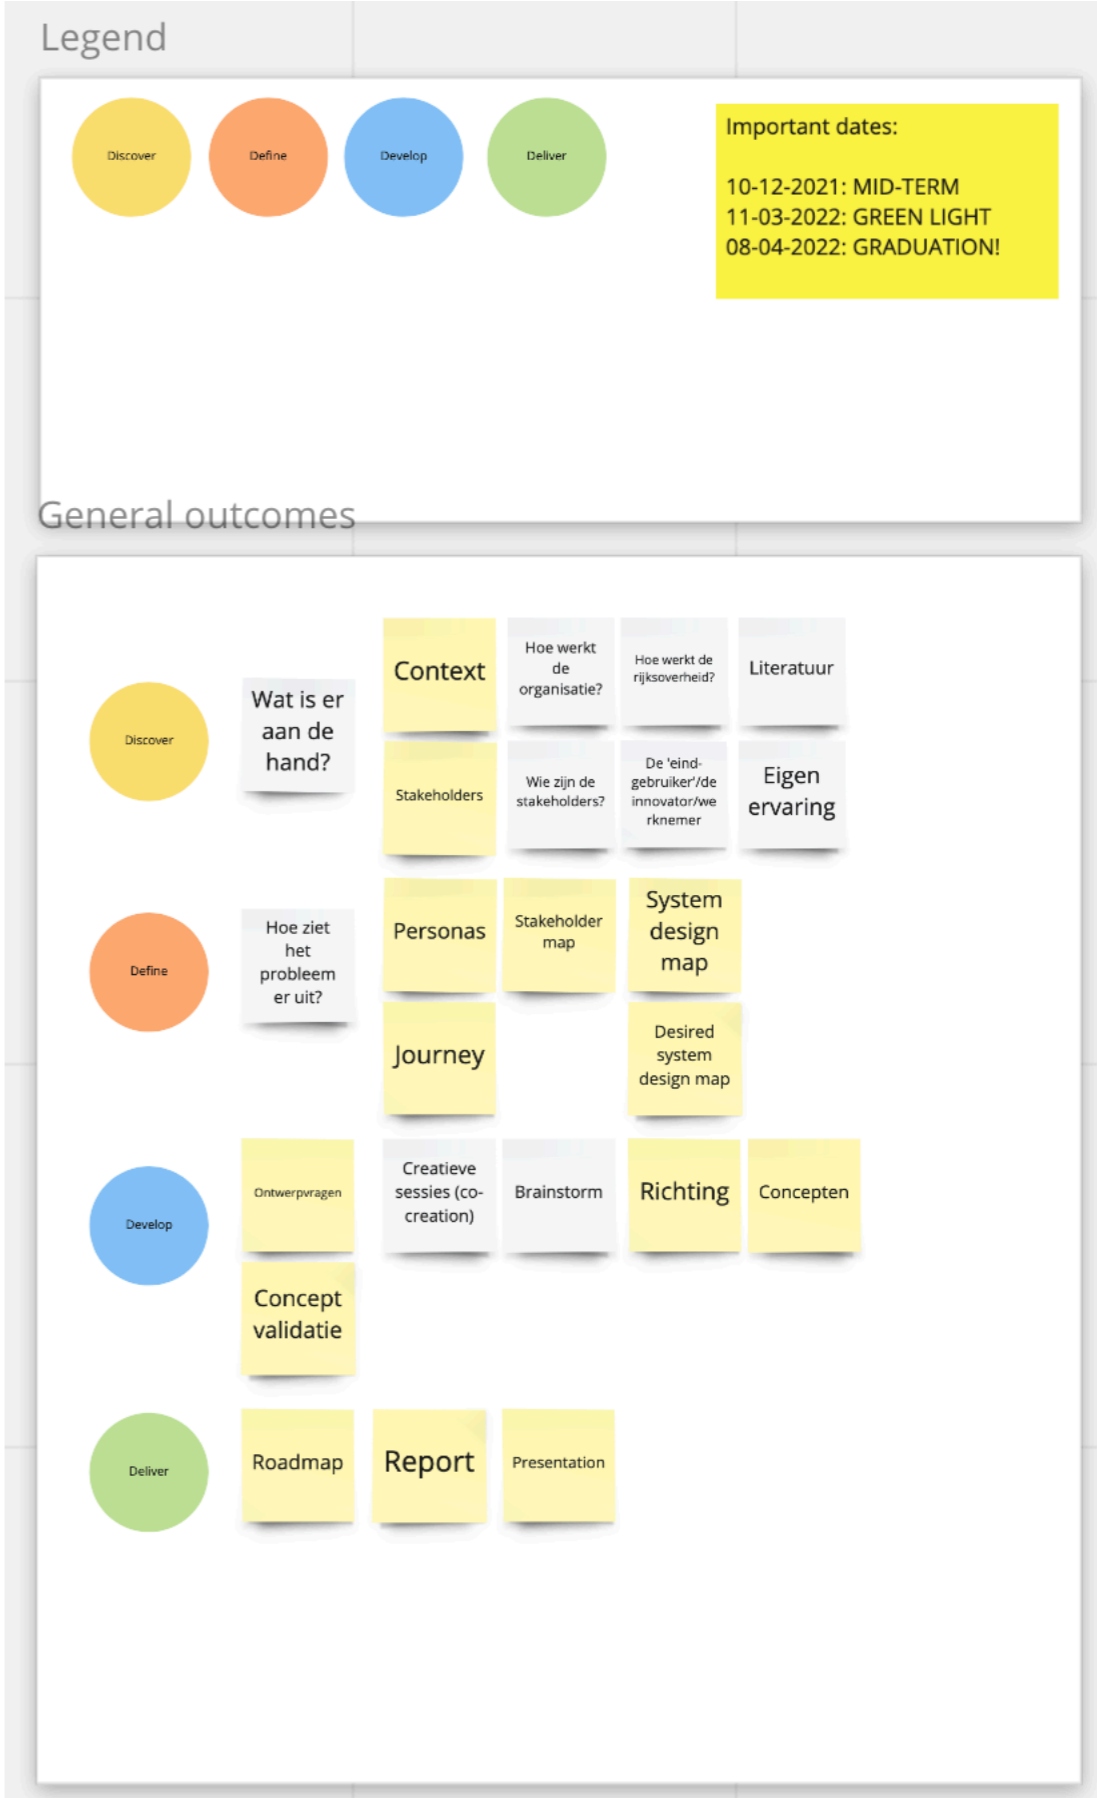 Legend
Discover
Define
Develop
Deliver
Important dates:
10-12-2021: MID-TERM
11-03-2022: GREEN LIGHT
08-04-2022: GRADUATION!
General outcomes
Discover
Wat is er
aan de
hand?
Context
Hoe werkt
de
organisatie?
Hoe werkt de
rijksoverheid?
Literatuur
Stakeholders
Wie zijn de
stakeholders?
De 'eind-
gebruiker'/de
innovator/we
rknemer
Eigen
ervaring
Define
Hoe ziet
het
probleem
er uit?
Personas
Stakeholder
map
System
design
map
Journey
Desired
system
design map
Develop
Ontwerpvragen
Creatieve
sessies (co-
creation)
Brainstorm
Richting
Concepten
Concept
validatie
Deliver
Roadmap
Report
Presentation